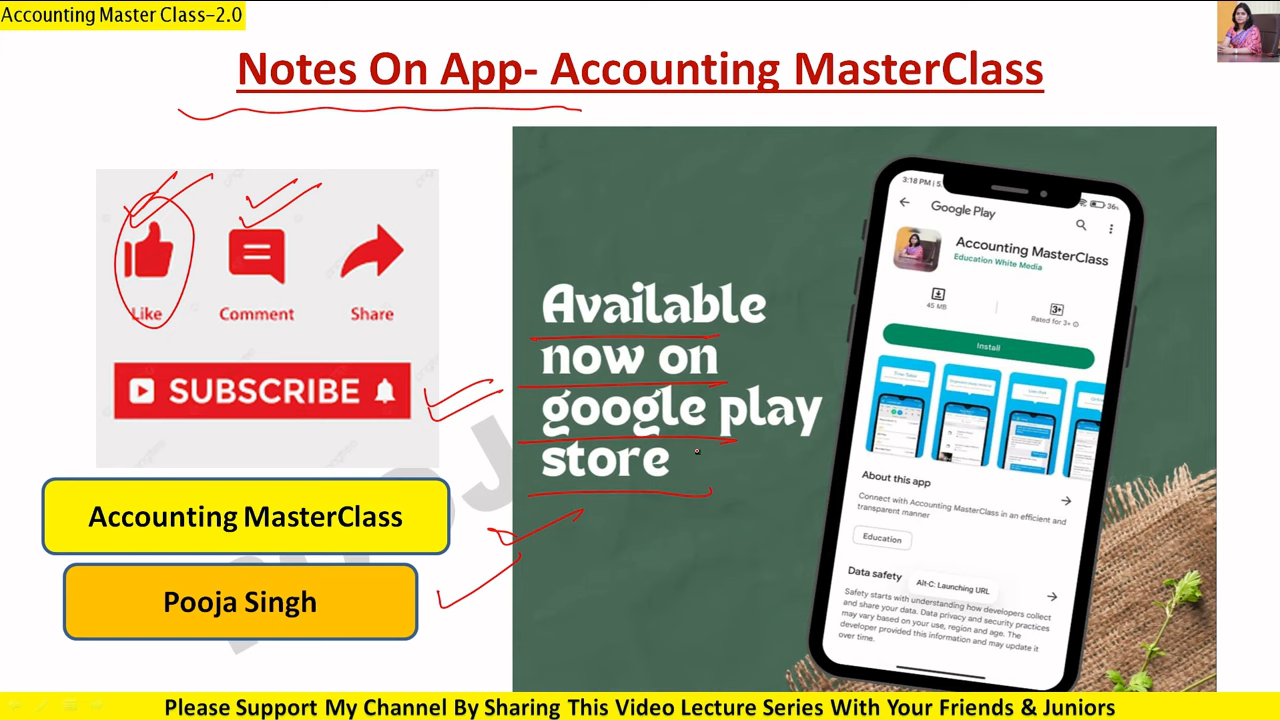 Accounting Master Class-2.0
Notes On App- Accounting MasterClass
Like
Comment
Share
SUBSCRIBE
Accounting MasterClass
Pooja Singh
Available
now on
google play
store
3:18 PM
Google Play
Accounting MasterClass
Education White Media
45 MB
3+
Rated for 3+
Install
About this app
Connect with Accounting MasterClass in an efficient and
transparent manner
Education
Data safety
Alt-C: Launching URL
Safety starts with understanding how developers collect
and share your data. Data privacy and security practices
may vary based on your use, region and age. The
developer provided this information and may update it
over time.
Please Support My Channel By Sharing This Video Lecture Series With Your Friends & Juniors